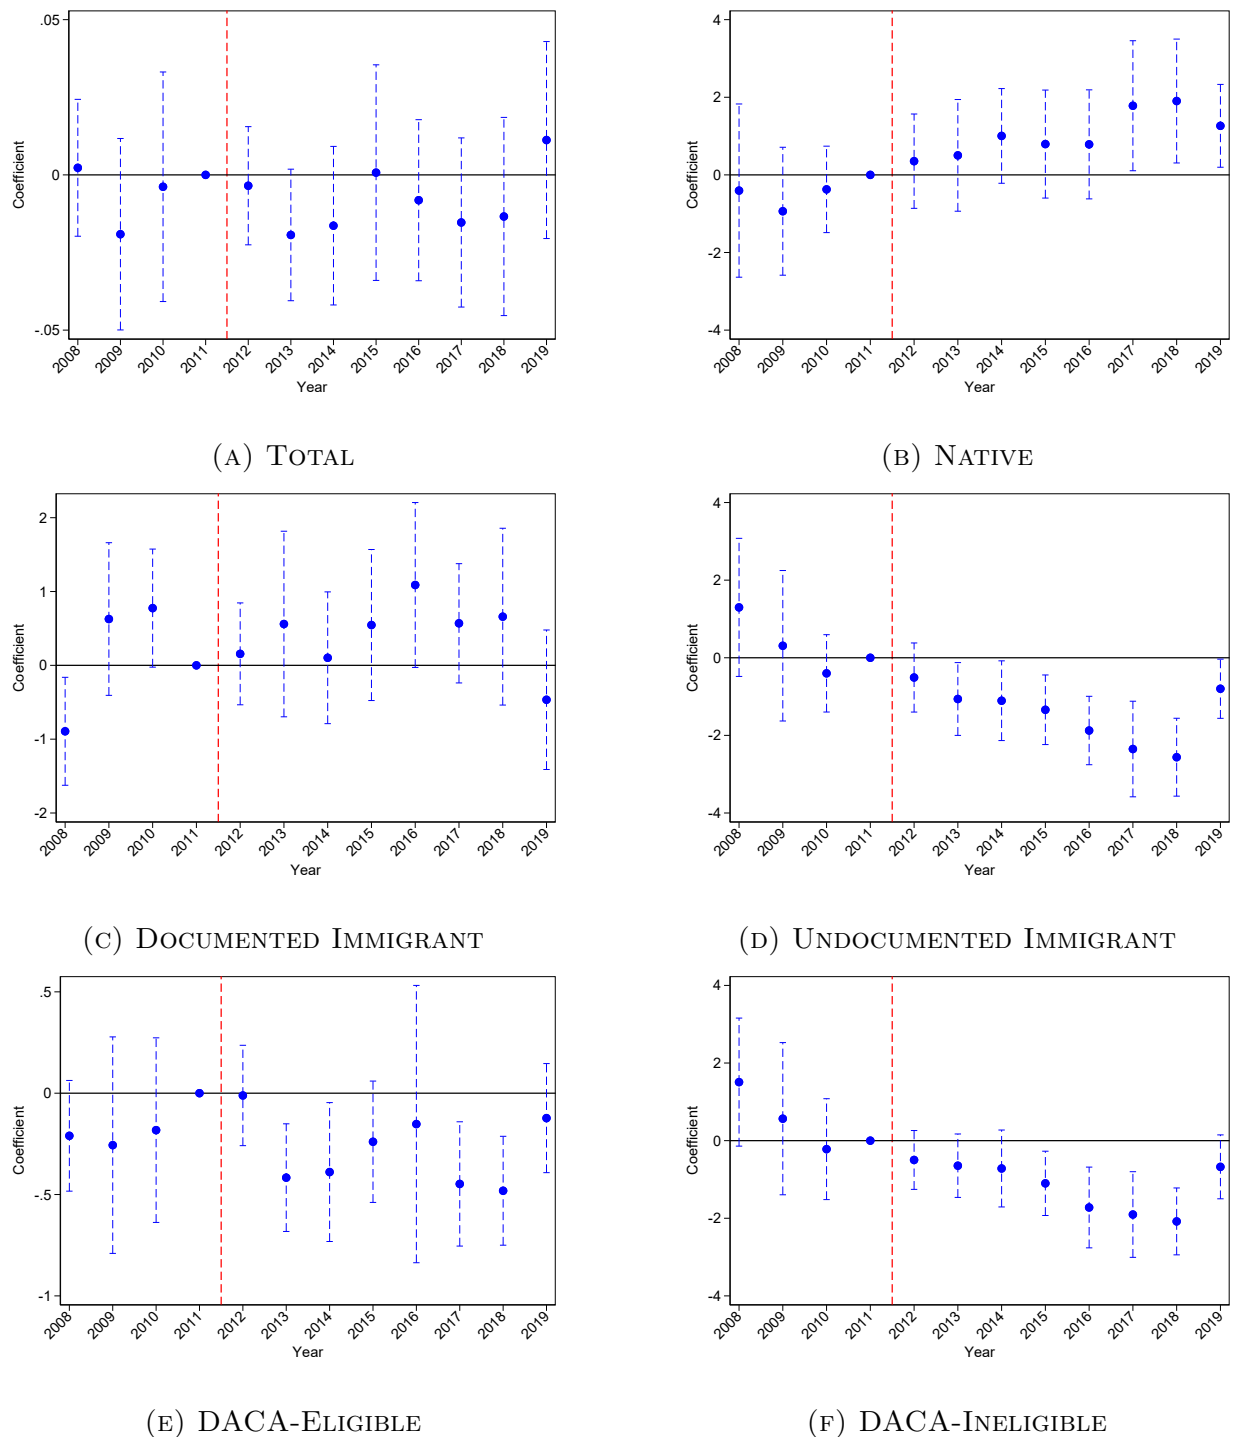 .05
0
-.05
Coefficient
2008 2009 2010 2011 2012 2013 2014 2015 2016 2017 2018 2019
Year
(A) TOTAL
4
2
0
-2
-4
Coefficient
2008 2009 2010 2011 2012 2013 2014 2015 2016 2017 2018 2019
Year
(B) NATIVE
2
1
0
-1
-2
Coefficient
2008 2009 2010 2011 2012 2013 2014 2015 2016 2017 2018 2019
Year
(C) DOCUMENTED IMMIGRANT
4
2
0
-2
-4
Coefficient
2008 2009 2010 2011 2012 2013 2014 2015 2016 2017 2018 2019
Year
(D) UNDOCUMENTED IMMIGRANT
.5
0
-.5
-1
Coefficient
2008 2009 2010 2011 2012 2013 2014 2015 2016 2017 2018 2019
Year
(E) DACA-ELIGIBLE
4
2
0
-2
-4
Coefficient
2008 2009 2010 2011 2012 2013 2014 2015 2016 2017 2018 2019
Year
(F) DACA-INELIGIBLE